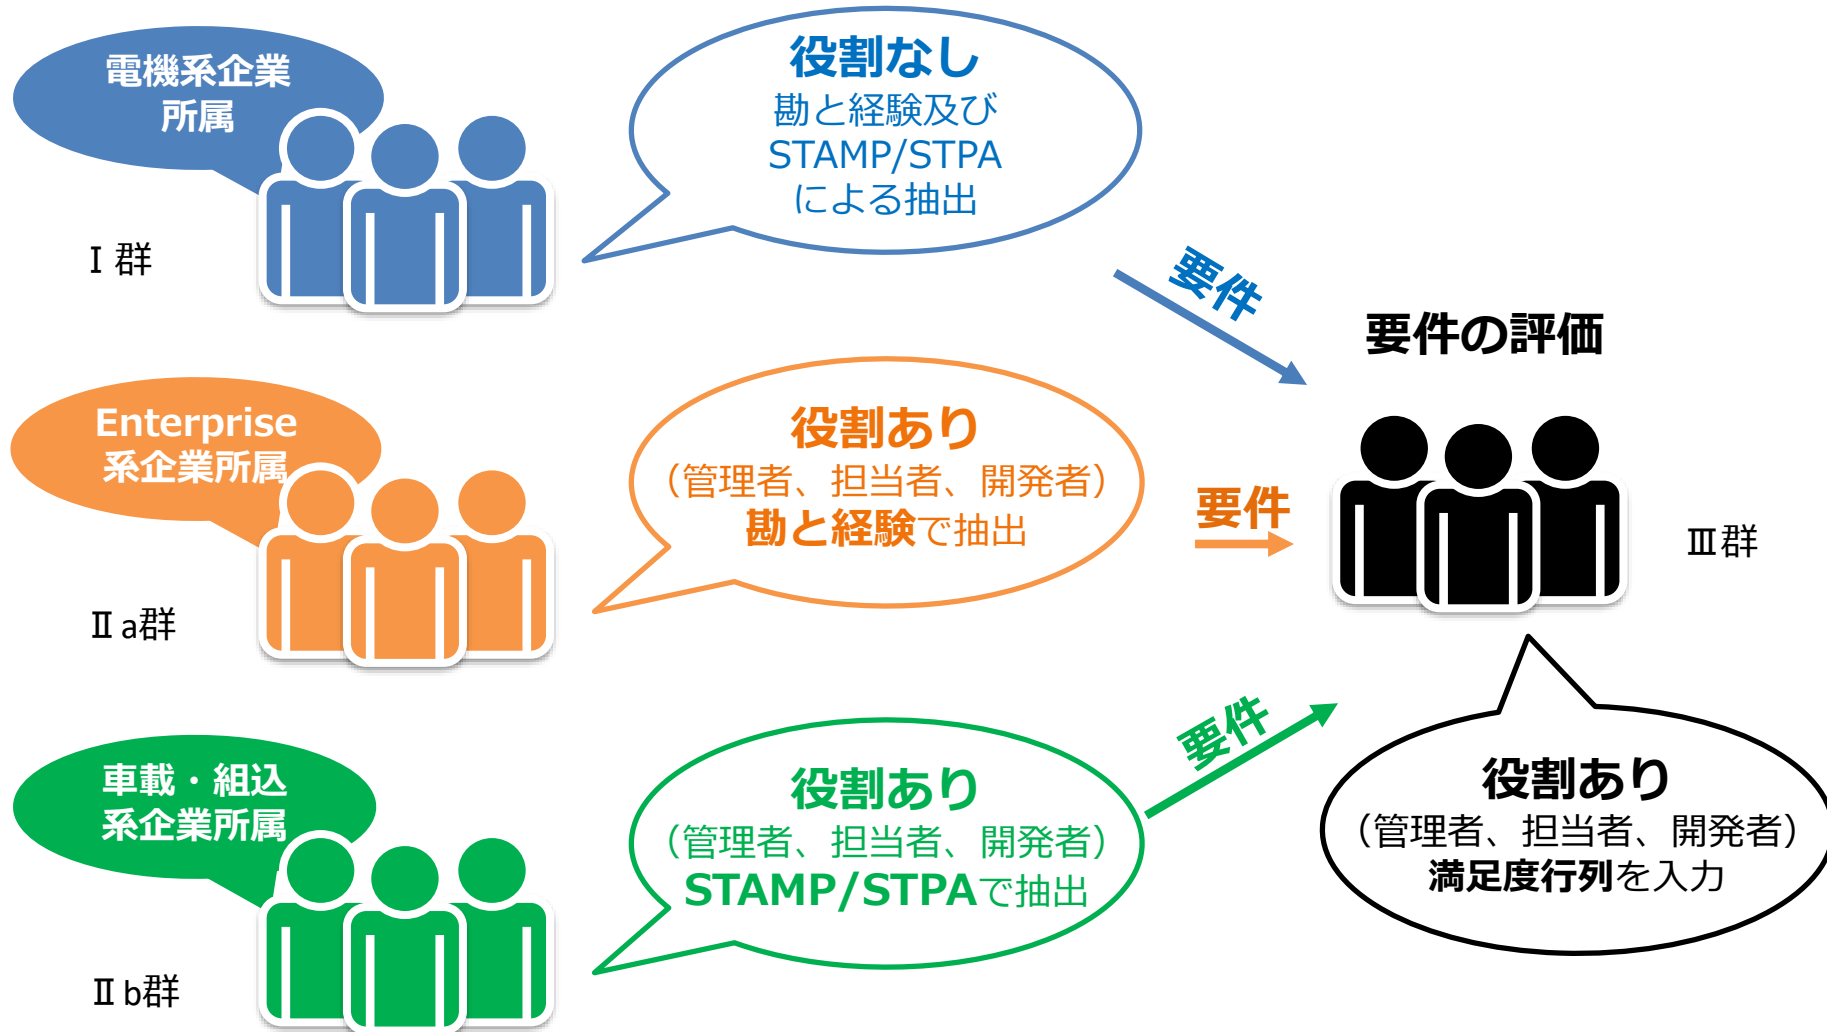 電機系企業
所属
役割なし
勘と経験及び
STAMP/STPA
による抽出
Ⅰ群
要件
要件の評価
Enterprise
系企業所属
役割あり
（管理者、担当者、開発者）
勘と経験で抽出
要件
Ⅲ群
Ⅱa群
車載・組込
系企業所属
役割あり
（管理者、担当者、開発者）
STAMP/STPAで抽出
要件
役割あり
（管理者、担当者、開発者）
満足度行列を入力
Ⅱb群